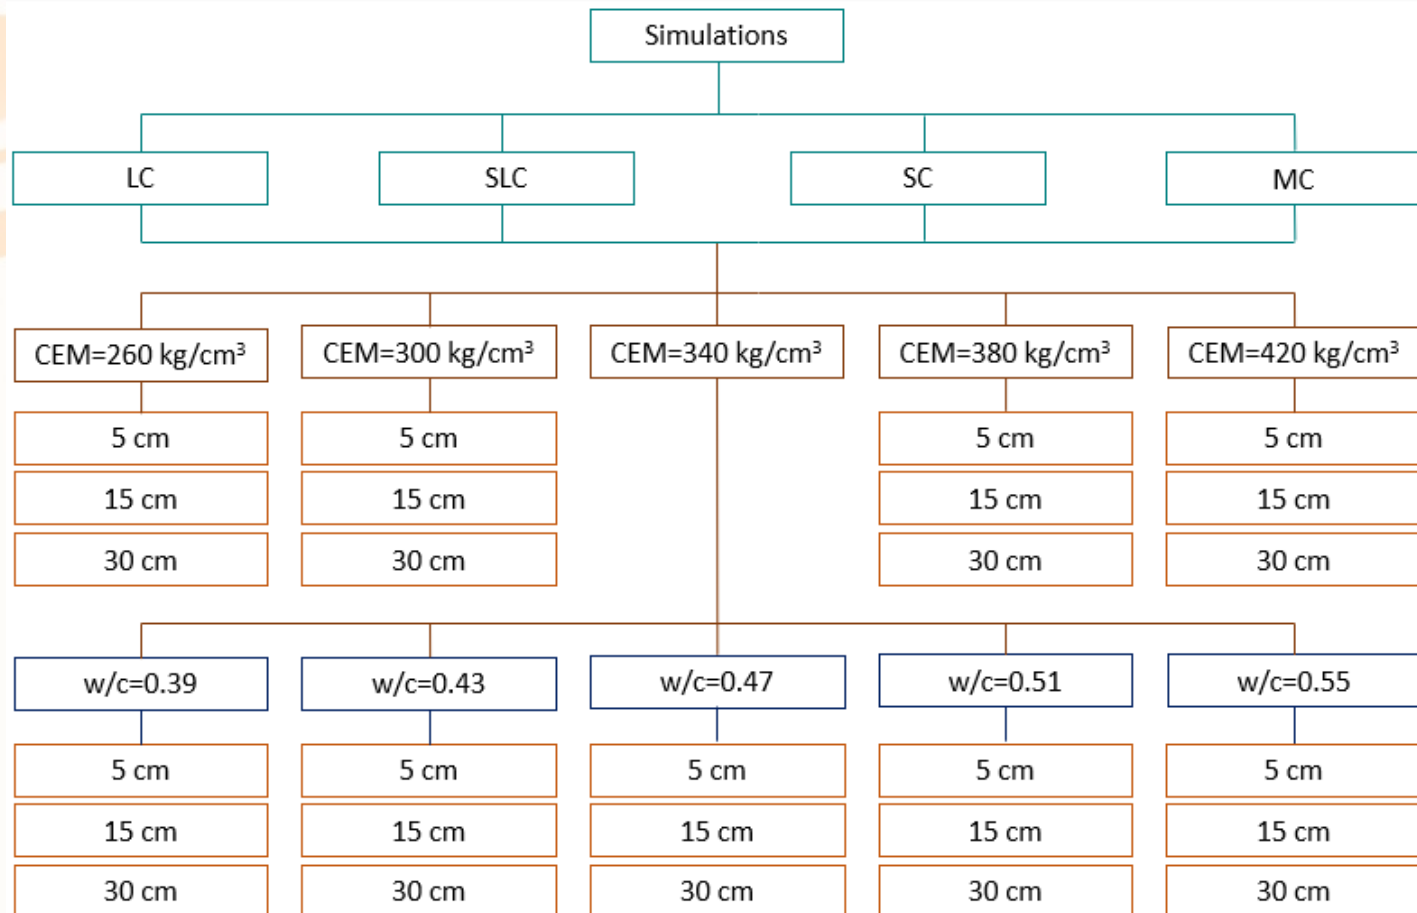 Simulations
LC
SLC
SC
MC
CEM=260 kg/cm³
CEM=300 kg/cm³
CEM=340 kg/cm³
CEM=380 kg/cm³
CEM=420 kg/cm³
5 cm
5 cm
5 cm
5 cm
15 cm
15 cm
15 cm
15 cm
30 cm
30 cm
30 cm
30 cm
w/c=0.39
w/c=0.43
w/c=0.47
w/c=0.51
w/c=0.55
5 cm
5 cm
5 cm
5 cm
5 cm
15 cm
15 cm
15 cm
15 cm
15 cm
30 cm
30 cm
30 cm
30 cm
30 cm